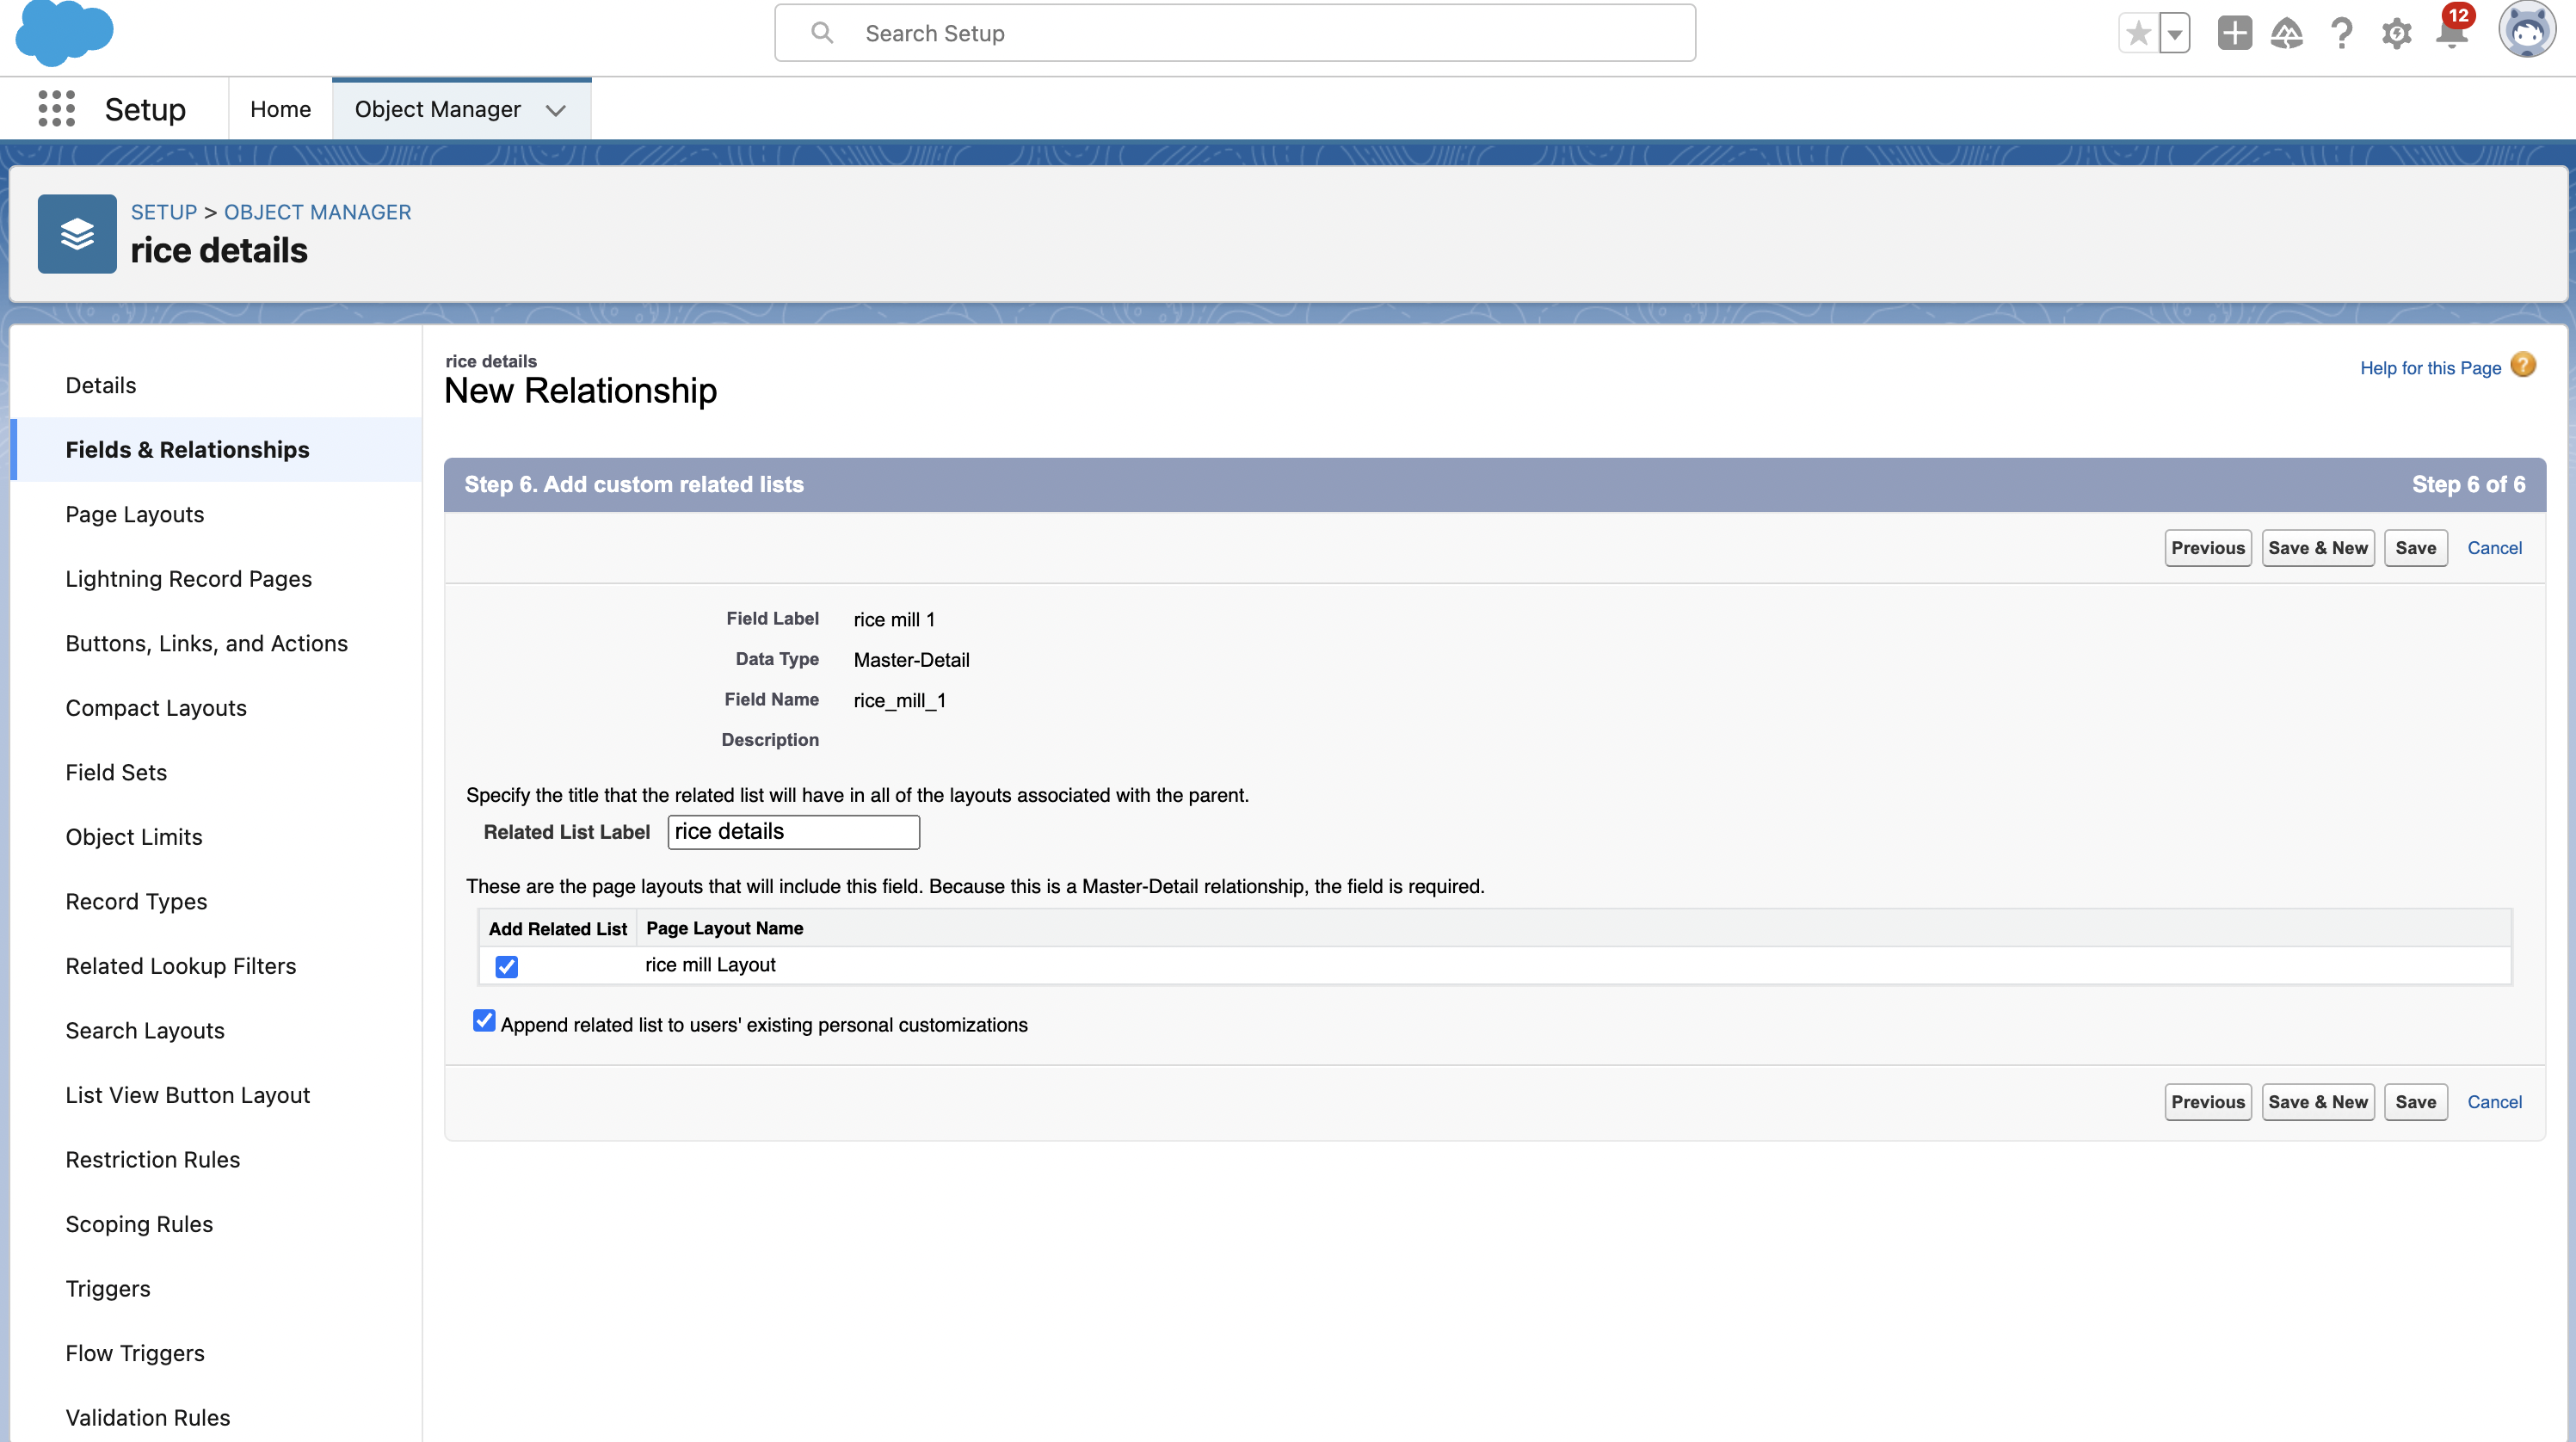 Search Setup
12
Setup
Home
Object Manager
SETUP > OBJECT MANAGER
rice details
Details
Fields & Relationships
Page Layouts
Lightning Record Pages
Buttons, Links, and Actions
Compact Layouts
Field Sets
Object Limits
Record Types
Related Lookup Filters
Search Layouts
List View Button Layout
Restriction Rules
Scoping Rules
Triggers
Flow Triggers
Validation Rules
rice details
New Relationship
Help for this Page ?
Step 6. Add custom related lists
Step 6 of 6
Previous Save & New Save Cancel
Field Label rice mill 1
Data Type Master-Detail
Field Name rice_mill_1
Description
Specify the title that the related list will have in all of the layouts associated with the parent.
Related List Label rice details
These are the page layouts that will include this field. Because this is a Master-Detail relationship, the field is required.
Add Related List Page Layout Name
rice mill Layout
Append related list to users' existing personal customizations
Previous Save & New Save Cancel